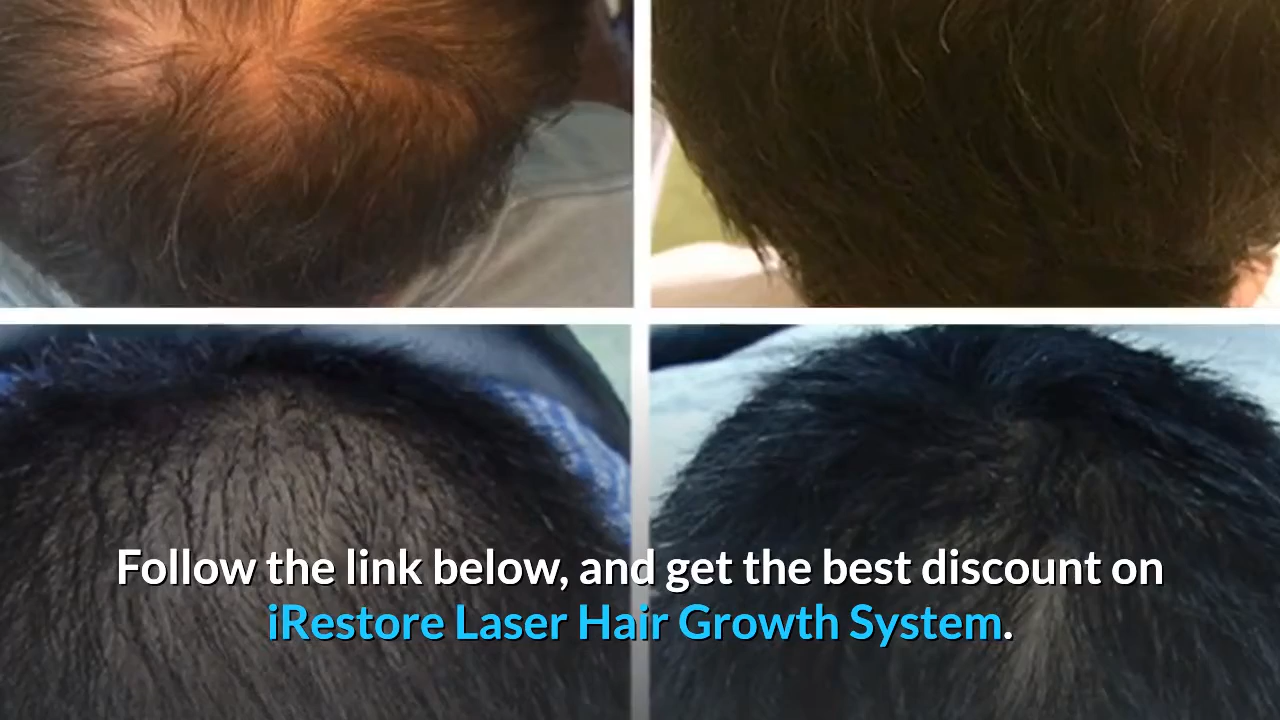 Follow the link below, and get the best discount on
iRestore Laser Hair Growth System.